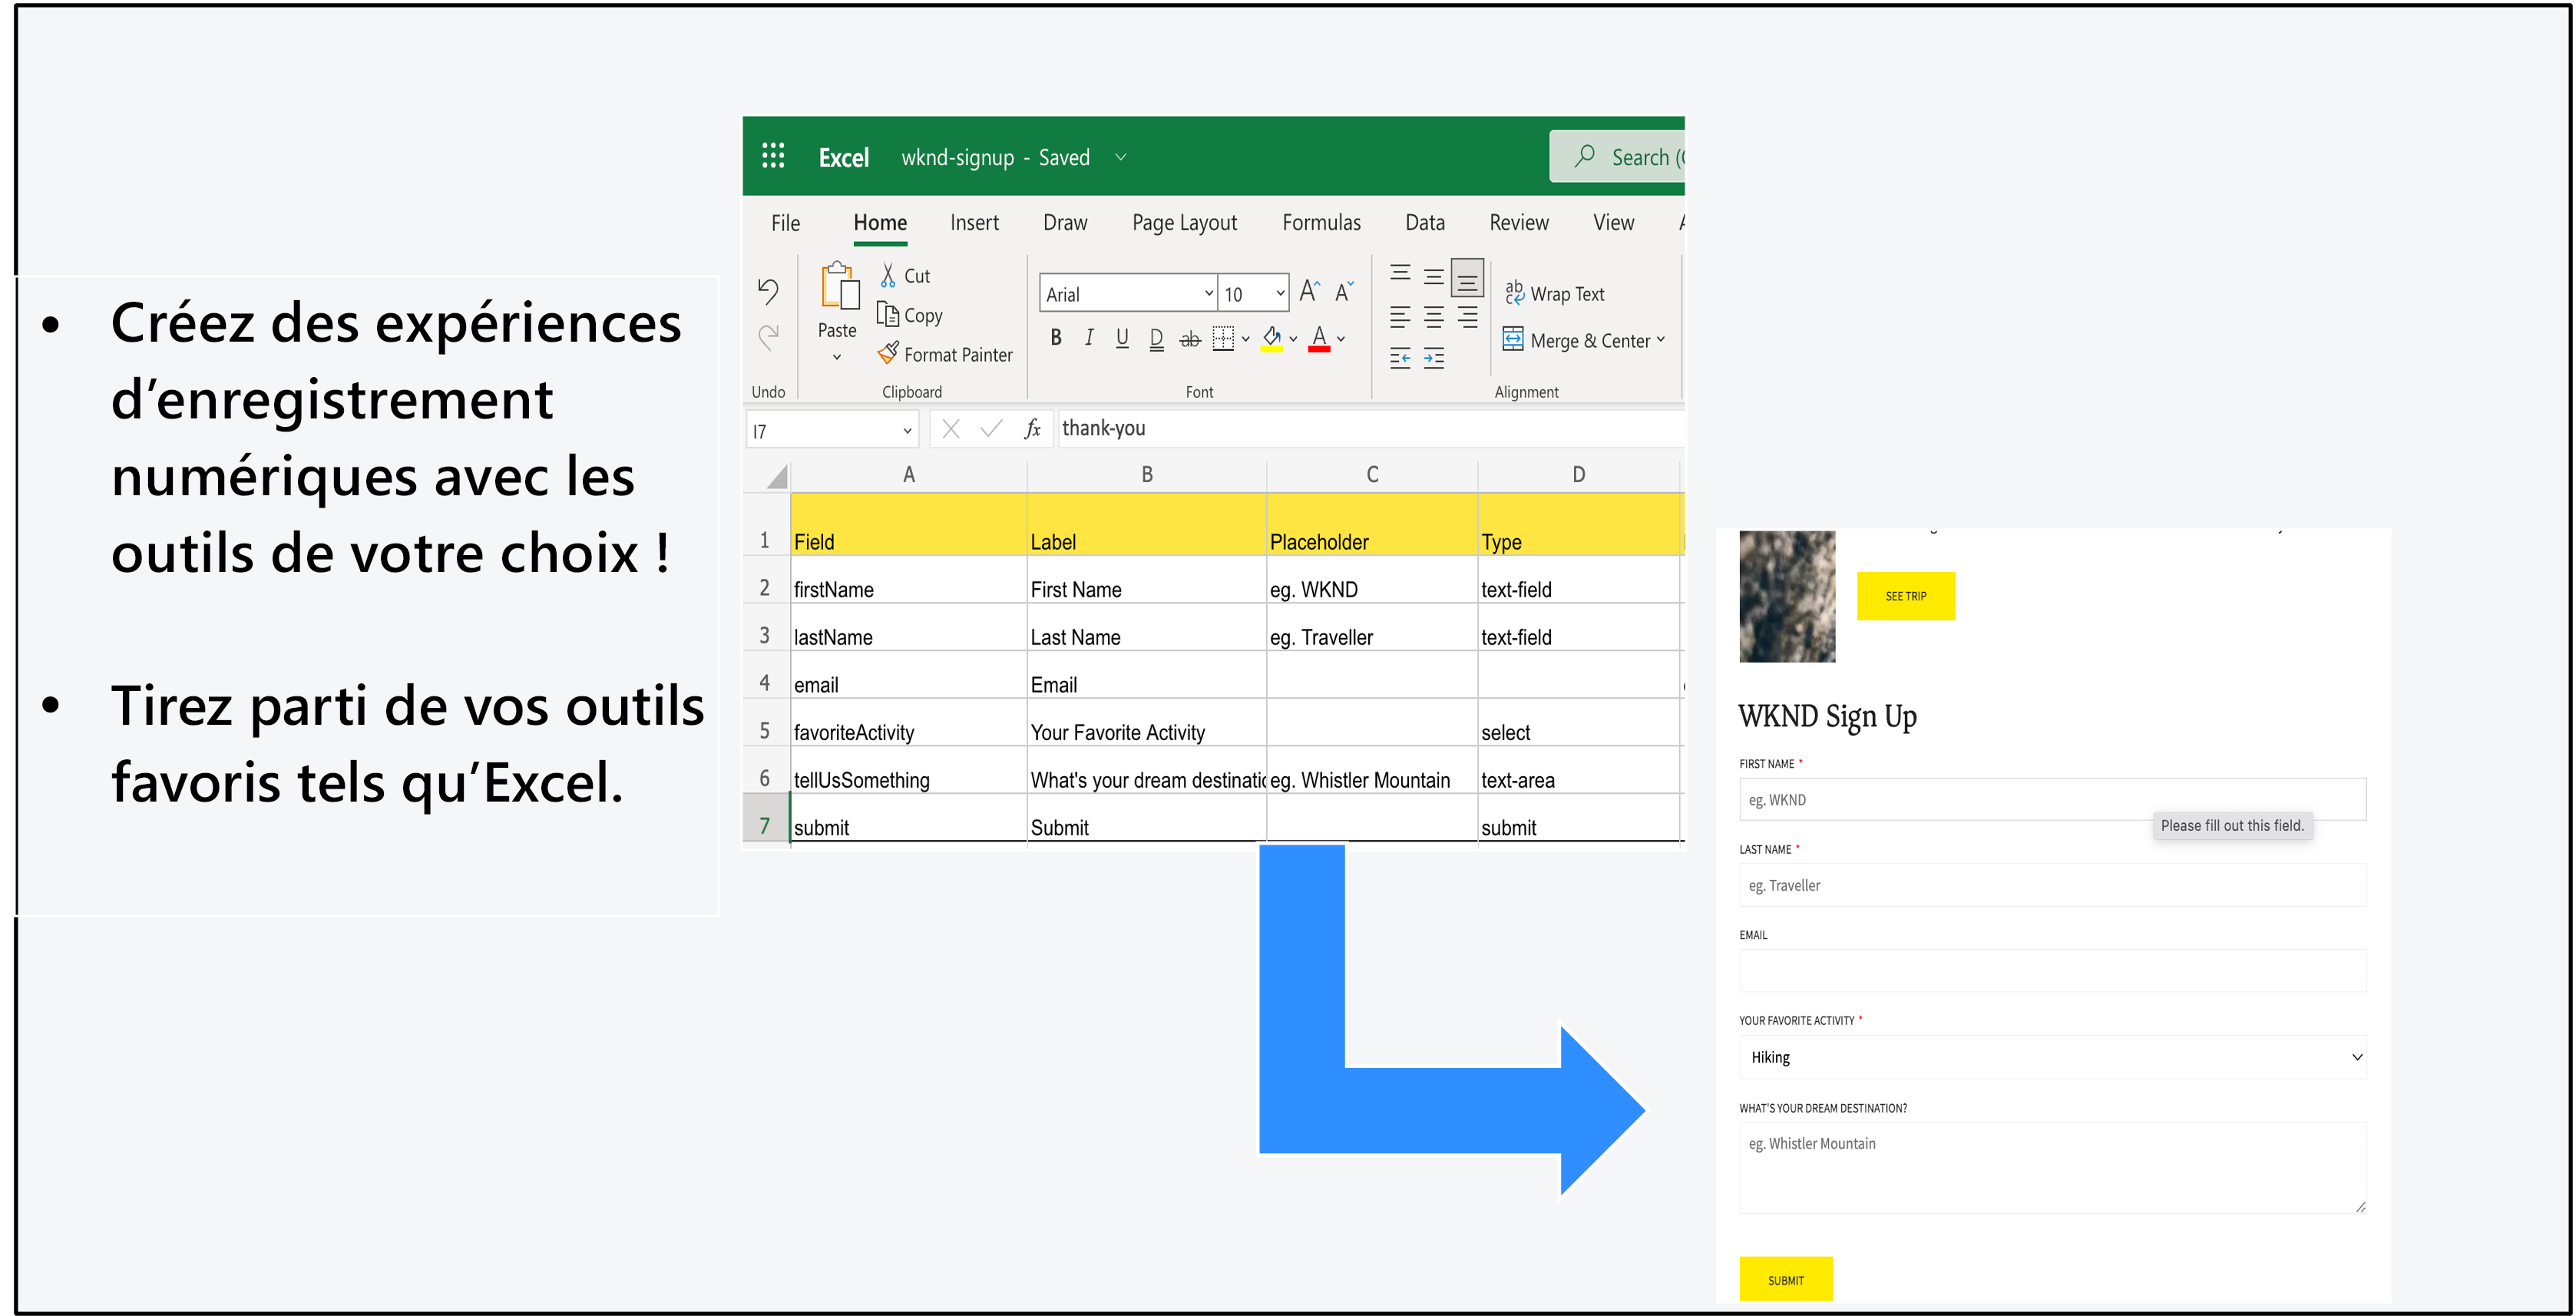 • Créez des expériences
d’enregistrement
numériques avec les
outils de votre choix !
• Tirez parti de vos outils
favoris tels qu’Excel.
Excel wknd-signup - Saved
Search
File Home Insert Draw Page Layout Formulas Data Review View
Cut
Copy
Paste
Format Painter
Arial 10
B I U D ab
Wrap Text
Merge & Center
Undo Clipboard Font Alignment
I7 fx thank-you
A B C D
1 Field Label Placeholder Type
2 firstName First Name eg. WKND text-field
3 lastName Last Name eg. Traveller text-field
4 email Email
5 favoriteActivity Your Favorite Activity select
6 tellUsSomething What's your dream destinatio eg. Whistler Mountain text-area
7 submit Submit submit
SEE TRIP
WKND Sign Up
FIRST NAME *
eg. WKND
Please fill out this field.
LAST NAME *
eg. Traveller
EMAIL
YOUR FAVORITE ACTIVITY *
Hiking
WHAT'S YOUR DREAM DESTINATION?
eg. Whistler Mountain
SUBMIT